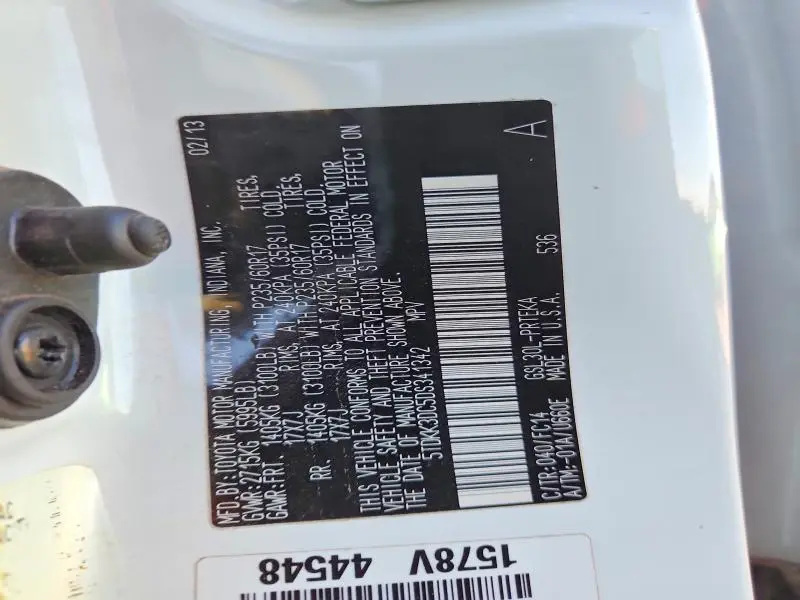 MFD.BY:TOYOTA MOTOR MANUFACTURING, INDIANA, INC. 02/13
GVWR:2715KG (5995LB)
GAWR:FRT 1405KG (3100LB) WITH P235/60R17 TIRES,
17X7J RIMS, AT 240KPA (35PSI) COLD,
RR. 1405KG (3100LB) WITH P235/60R17 TIRES,
17X7J RIMS, AT 240KPA (35PSI) COLD.
THIS VEHICLE CONFORMS TO ALL APPLICABLE FEDERAL MOTOR
VEHICLE SAFETY AND THEFT PREVENTION STANDARDS IN EFFECT ON
THE DATE OF MANUFACTURE SHOWN ABOVE.
5TDKK3DC5DS341942 MPV
C/TR:040/FC14 GSL30L-PRTEKA A
A/TM:-01A/U660E MADE IN U.S.A. 536
1578V
44548